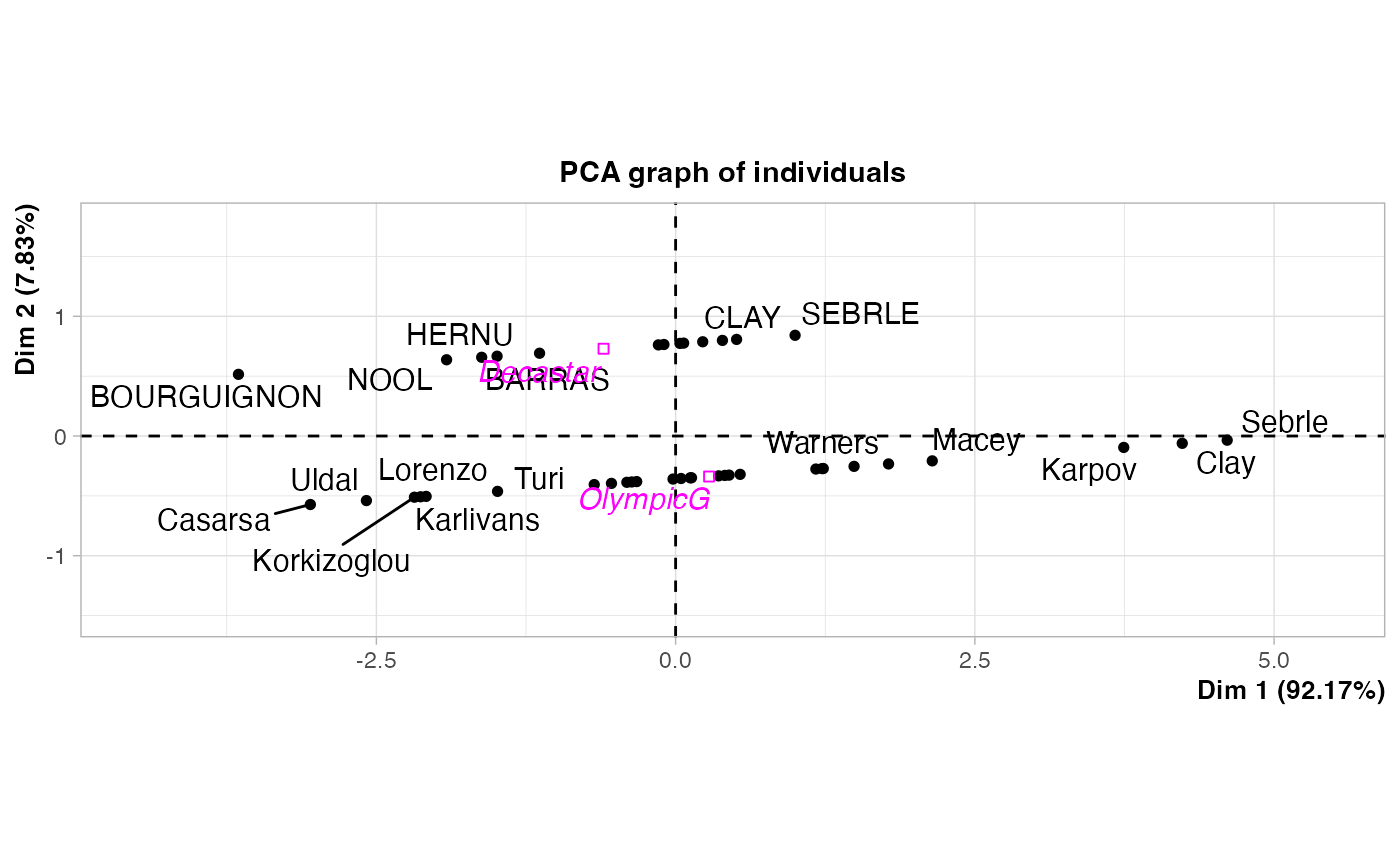 PCA graph of individuals
Dim 2 (7.83%)
1
0
-1
CLAY
SEBRLE
HERNU
Decastar
BARRAS
NOOL
BOURGUIGNON
Sebrle
Warners
Macey
Clay
Karpov
Lorenzo
Uldal
Turi
OlympicG
Casarsa
Karlivans
Korkizoglou
-2.5
0.0
2.5
5.0
Dim 1 (92.17%)